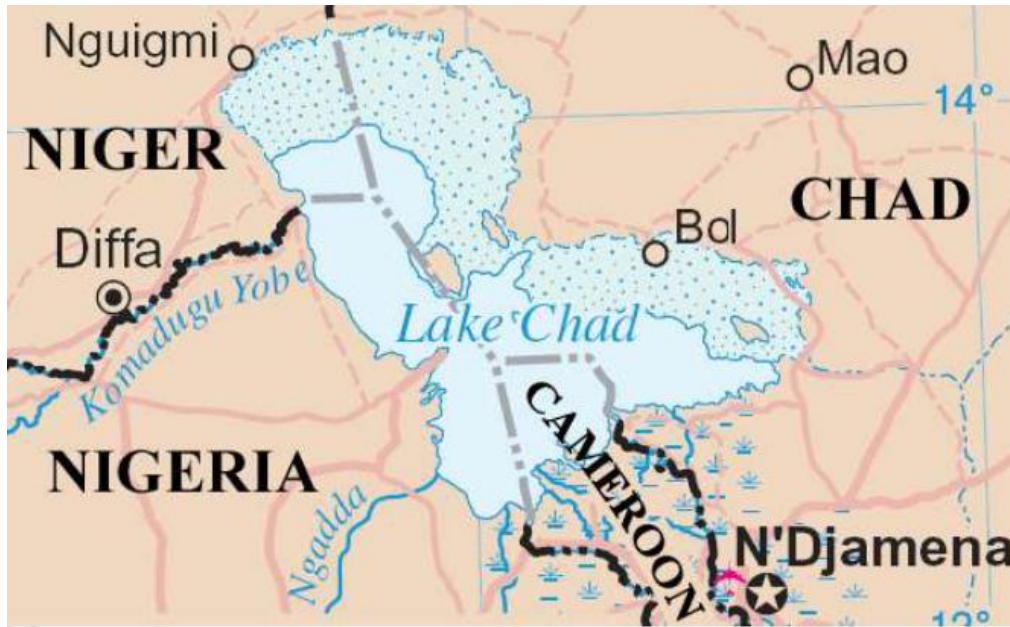 Nguigmi
Mao
14°
NIGER
CHAD
Bol
Diffa
Komadugu Yobe
Lake Chad
CAMEROON
NIGERIA
Ngadda
N'Djamena